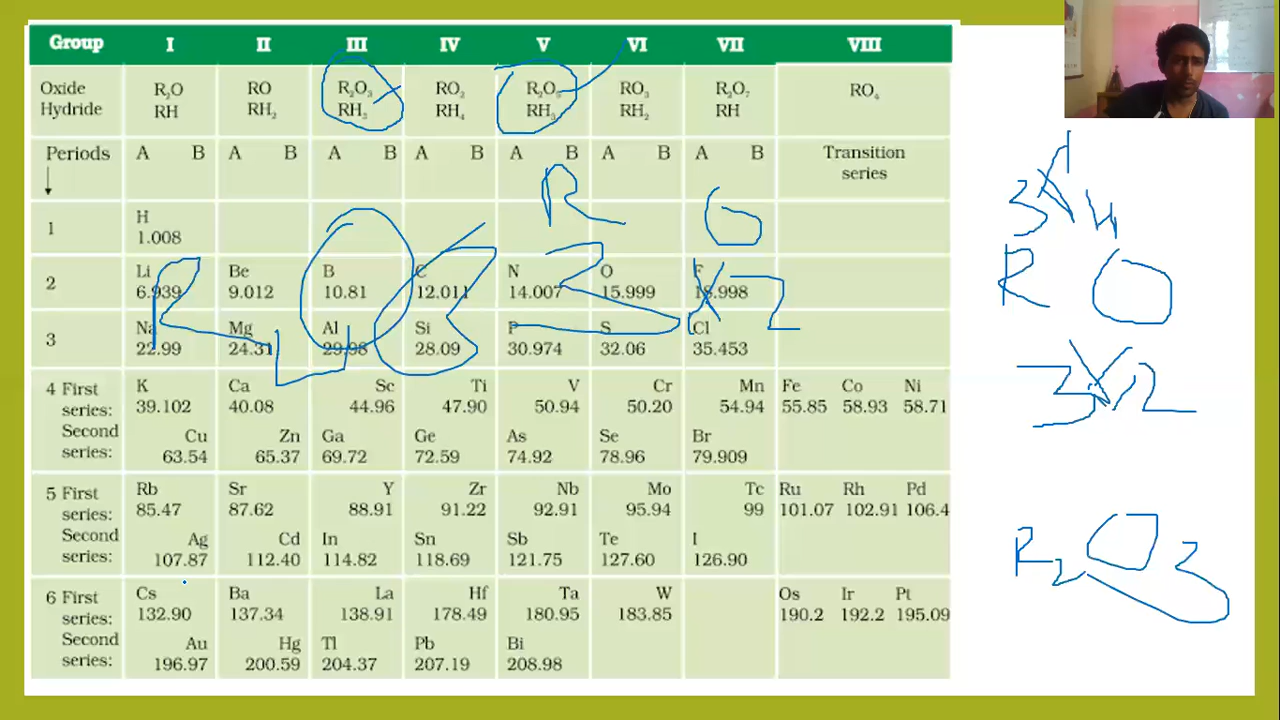 Group I II III IV V VI VII VIII
Oxide R₂O RO R₂O₃ RO₂ R₂O₅ RO₃ R₂O₇ RO₄
Hydride RH RH₂ RH₃ RH₄ RH₃ RH₂ RH
Periods A B A B A B A B A B A B A B Transition
series
↓
H
1 1.008
Li Be B C N O F
2 6.939 9.012 10.81 12.011 14.007 15.999 18.998
Na Mg Al Si P S Cl
3 22.99 24.31 29.98 28.09 30.974 32.06 35.453
4 First K Ca Sc Ti V Cr Mn Fe Co Ni
series: 39.102 40.08 44.96 47.90 50.94 50.20 54.94 55.85 58.93 58.71
Second Cu Zn Ga Ge As Se Br
series: 63.54 65.37 69.72 72.59 74.92 78.96 79.909
5 First Rb Sr Y Zr Nb Mo Tc Ru Rh Pd
series: 85.47 87.62 88.91 91.22 92.91 95.94 99 101.07 102.91 106.4
Second Ag Cd In Sn Sb Te I
series: 107.87 112.40 114.82 118.69 121.75 127.60 126.90
6 First Cs Ba La Hf Ta W Os Ir Pt
series: 132.90 137.34 138.91 178.49 180.95 183.85 190.2 192.2 195.09
Second Au Hg Tl Pb Bi
series: 196.97 200.59 204.37 207.19 208.98
R O
3 X 2
R O
3 X 2
R₂ O₃